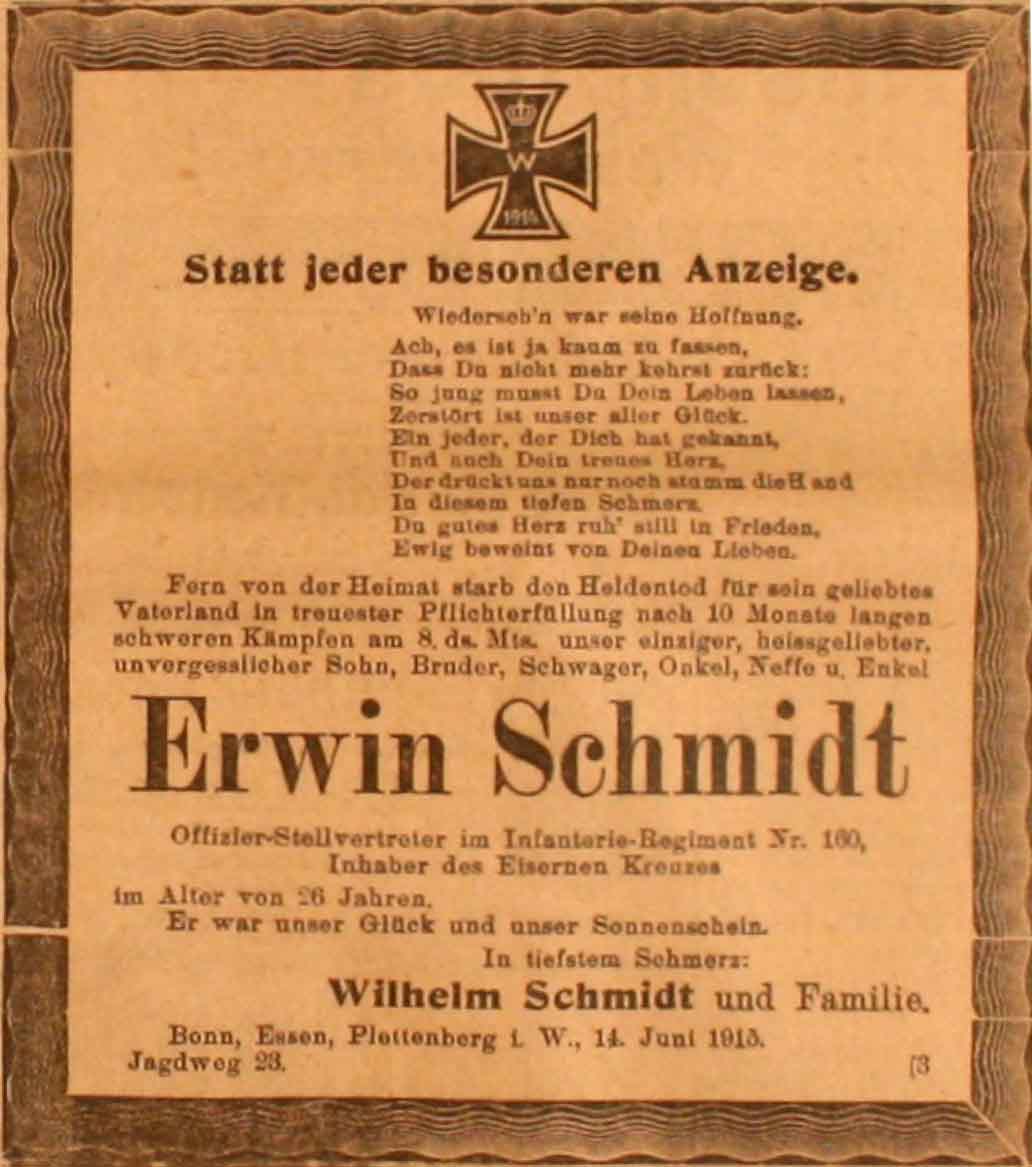 W
1914
Statt jeder besonderen Anzeige.
Wiederseh'n war seine Hoffnung.
Ach, es ist ja kaum zu fassen,
Dass Du nicht mehr kehrst zurück:
So jung musst Du Dein Leben lassen,
Zerstört ist unser aller Glück.
Ein jeder, der Dich hat gekannt,
Und auch Dein treues Herz,
Der drückt uns nur noch stumm die Hand
In diesem tiefen Schmerz.
Du gutes Herz ruh' still in Frieden,
Ewig beweint von Deinen Lieben.
Fern von der Heimat starb den Heldentod für sein geliebtes
Vaterland in treuester Pflichterfüllung nach 10 Monate langen
schweren Kämpfen am 8. ds. Mts. unser einziger, heissgeliebter,
unvergesslicher Sohn, Bruder, Schwager, Onkel, Neffe u. Enkel
Erwin Schmidt
Offizier-Stellvertreter im Infanterie-Regiment Nr. 160,
Inhaber des Eisernen Kreuzes
im Alter von 26 Jahren.
Er war unser Glück und unser Sonnenschein.
In tiefstem Schmerz:
Wilhelm Schmidt und Familie.
Bonn, Essen, Plettenberg i. W., 14. Juni 1915.
Jagdweg 23.
[3